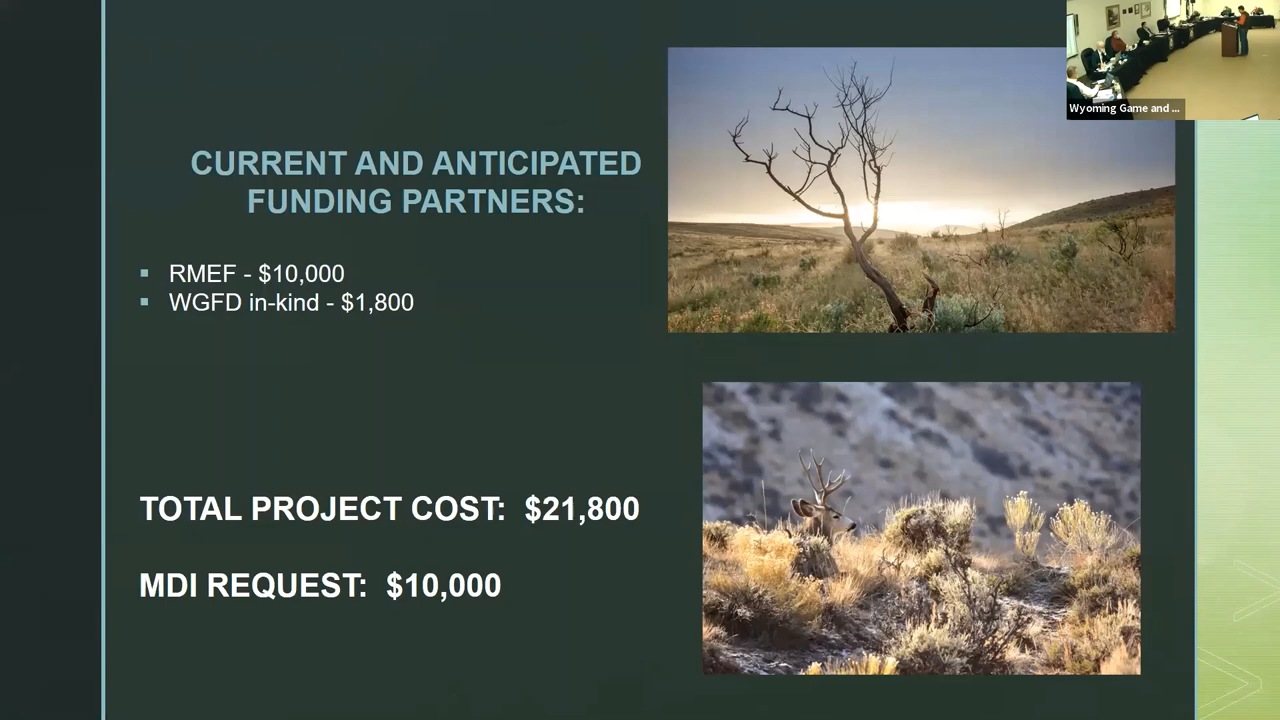 Wyoming Game and ...
CURRENT AND ANTICIPATED
FUNDING PARTNERS:
▪ RMEF - $10,000
▪ WGFD in-kind - $1,800
TOTAL PROJECT COST: $21,800
MDI REQUEST: $10,000